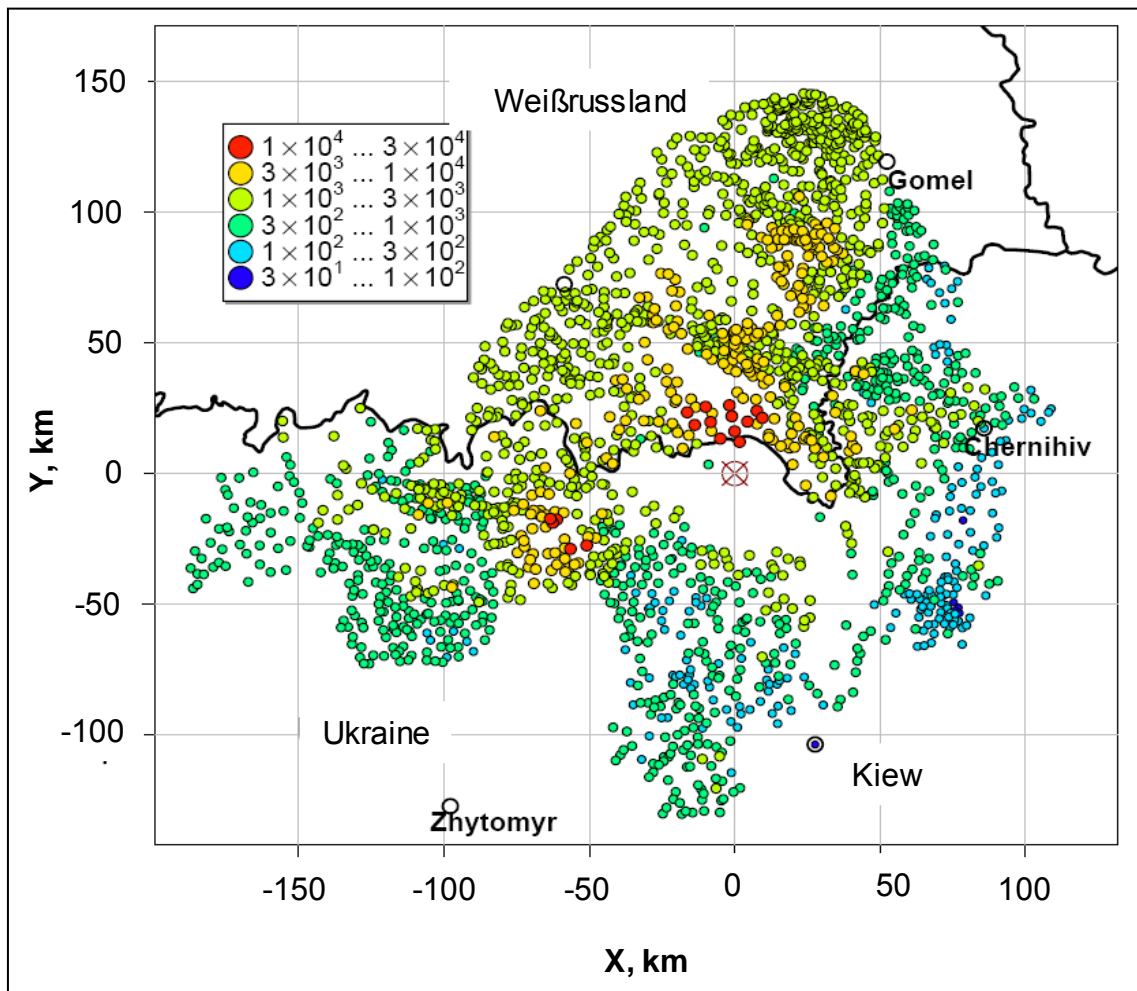 150
Weißrussland
1×10⁴ ... 3×10⁴
3×10³ ... 1×10⁴
1×10³ ... 3×10³
3×10² ... 1×10³
1×10² ... 3×10²
3×10¹ ... 1×10²
Gomel
100
50
Chernihiv
0
Y, km
-50
-100
Ukraine
Kiew
Zhytomyr
-150
-100
-50
0
50
100
X, km